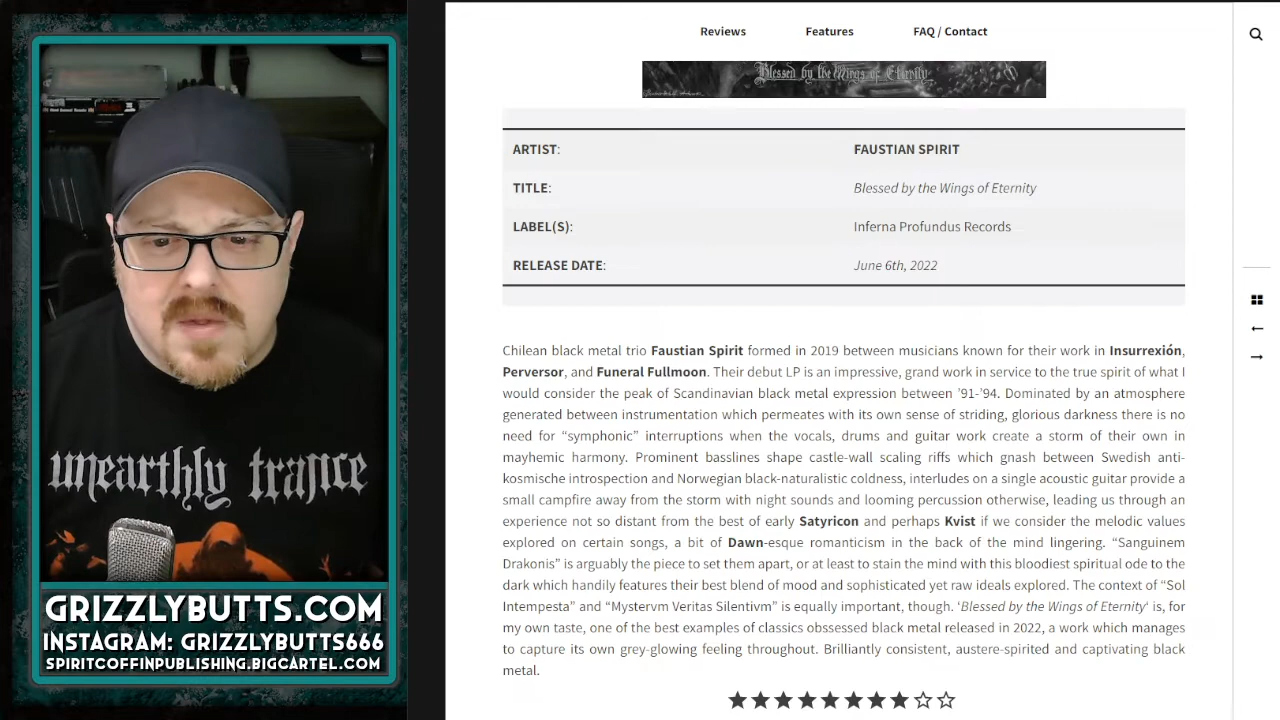 unearthly trance
GRIZZLYBUTTS.COM
INSTAGRAM: GRIZZLYBUTTS666
SPIRITCOFFINPUBLISHING.BIGCARTEL.COM
Reviews Features FAQ / Contact
Blessed by the Wings of Eternity
ARTIST: FAUSTIAN SPIRIT
TITLE: Blessed by the Wings of Eternity
LABEL(S): Inferna Profundus Records
RELEASE DATE: June 6th, 2022
Chilean black metal trio Faustian Spirit formed in 2019 between musicians known for their work in Insurrexión,
Perversor, and Funeral Fullmoon. Their debut LP is an impressive, grand work in service to the true spirit of what I
would consider the peak of Scandinavian black metal expression between '91-'94. Dominated by an atmosphere
generated between instrumentation which permeates with its own sense of striding, glorious darkness there is no
need for “symphonic” interruptions when the vocals, drums and guitar work create a storm of their own in
mayhemic harmony. Prominent basslines shape castle-wall scaling riffs which gnash between Swedish anti-
kosmische introspection and Norwegian black-naturalistic coldness, interludes on a single acoustic guitar provide a
small campfire away from the storm with night sounds and looming percussion otherwise, leading us through an
experience not so distant from the best of early Satyricon and perhaps Kvist if we consider the melodic values
explored on certain songs, a bit of Dawn-esque romanticism in the back of the mind lingering. “Sanguinem
Drakonis” is arguably the piece to set them apart, or at least to stain the mind with this bloodiest spiritual ode to the
dark which handily features their best blend of mood and sophisticated yet raw ideals explored. The context of “Sol
Intempesta” and “Mystervm Veritas Silentivm” is equally important, though. ‘Blessed by the Wings of Eternity‘ is, for
my own taste, one of the best examples of classics obssessed black metal released in 2022, a work which manages
to capture its own grey-glowing feeling throughout. Brilliantly consistent, austere-spirited and captivating black
metal.